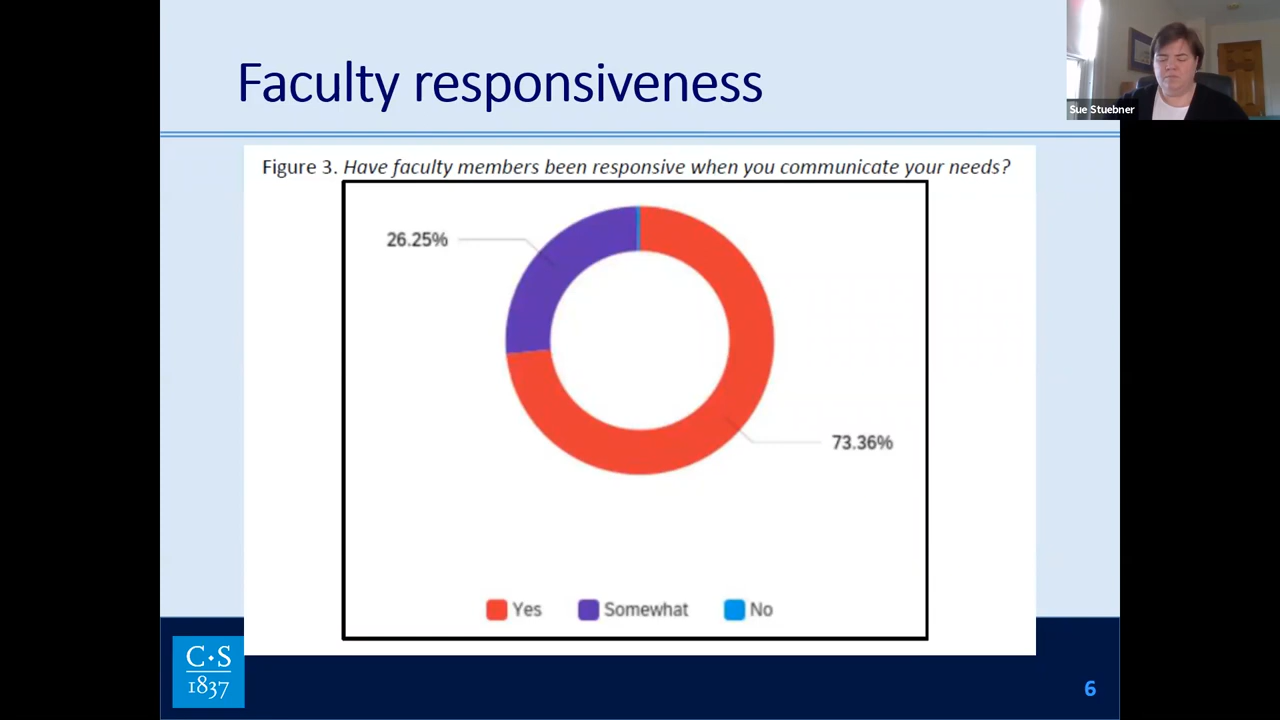 Faculty responsiveness
Sue Stuebner
Figure 3. Have faculty members been responsive when you communicate your needs?
26.25%
73.36%
Yes
Somewhat
No
C·S
1837
6